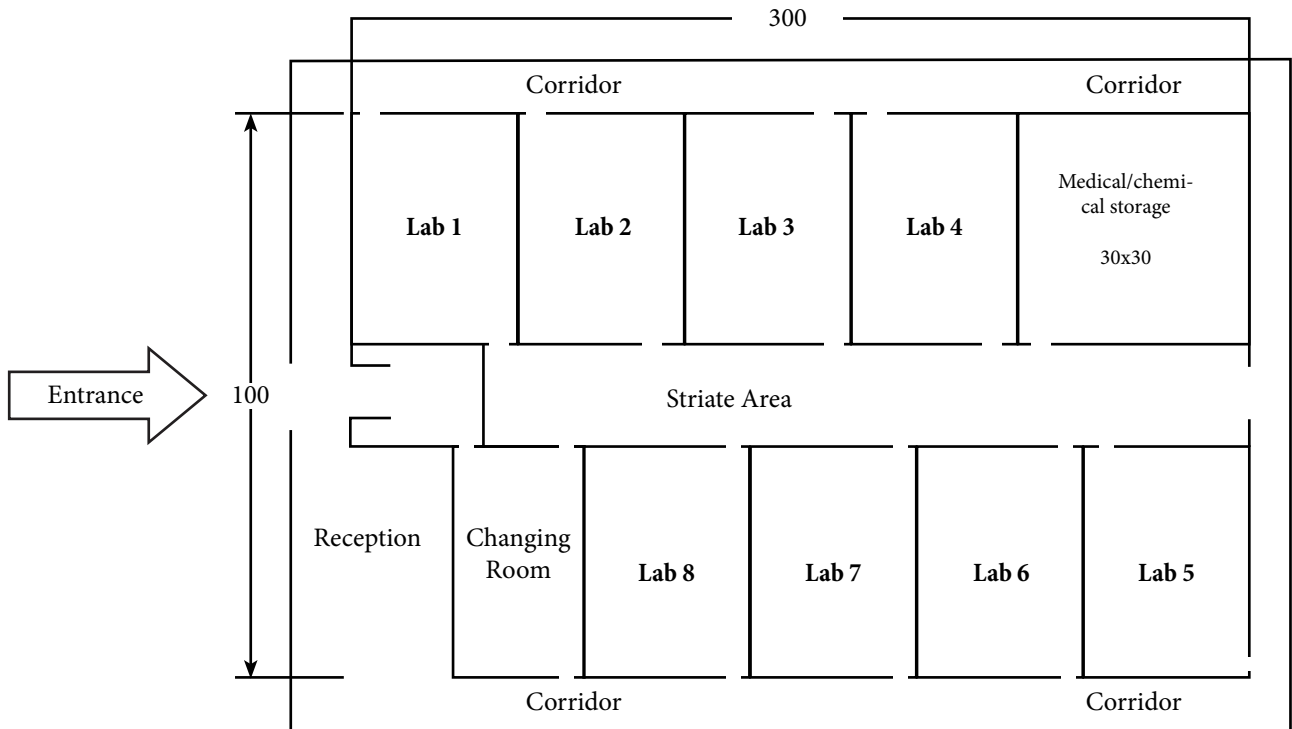 300
Corridor
Corridor
Medical/chemi-
cal storage
30x30
Lab 1
Lab 2
Lab 3
Lab 4
Entrance
100
Striate Area
Reception
Changing
Room
Lab 8
Lab 7
Lab 6
Lab 5
Corridor
Corridor